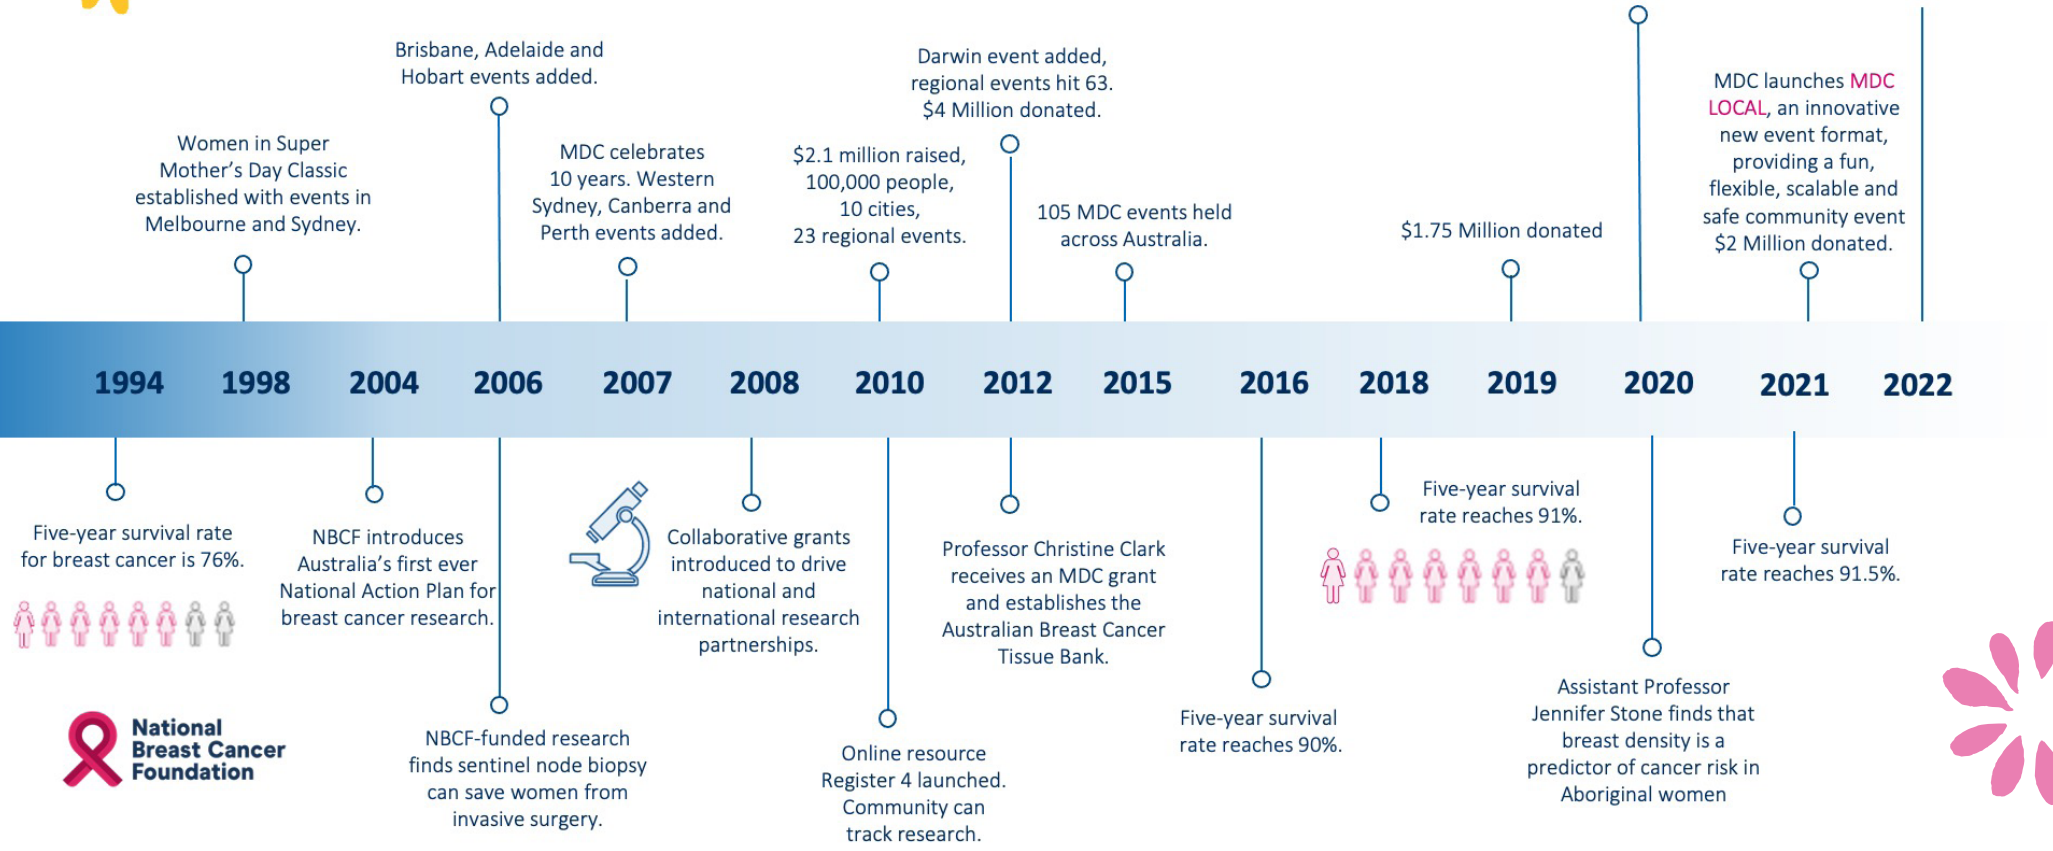 Brisbane, Adelaide and
Hobart events added.
Darwin event added,
regional events hit 63.
$4 Million donated.
MDC launches MDC
LOCAL, an innovative
new event format,
providing a fun,
flexible, scalable and
safe community event
$2 Million donated.
Women in Super
Mother's Day Classic
established with events in
Melbourne and Sydney.
MDC celebrates
10 years. Western
Sydney, Canberra and
Perth events added.
$2.1 million raised,
100,000 people,
10 cities,
23 regional events.
105 MDC events held
across Australia.
$1.75 Million donated
1994
1998
2004
2006
2007
2008
2010
2012
2015
2016
2018
2019
2020
2021
2022
Five-year survival rate
for breast cancer is 76%.
NBCF introduces
Australia's first ever
National Action Plan for
breast cancer research.
NBCF-funded research
finds sentinel node biopsy
can save women from
invasive surgery.
Collaborative grants
introduced to drive
national and
international research
partnerships.
Online resource
Register 4 launched.
Community can
track research.
Professor Christine Clark
receives an MDC grant
and establishes the
Australian Breast Cancer
Tissue Bank.
Five-year survival
rate reaches 90%.
Five-year survival
rate reaches 91%.
Assistant Professor
Jennifer Stone finds that
breast density is a
predictor of cancer risk in
Aboriginal women
Five-year survival
rate reaches 91.5%.
National
Breast Cancer
Foundation